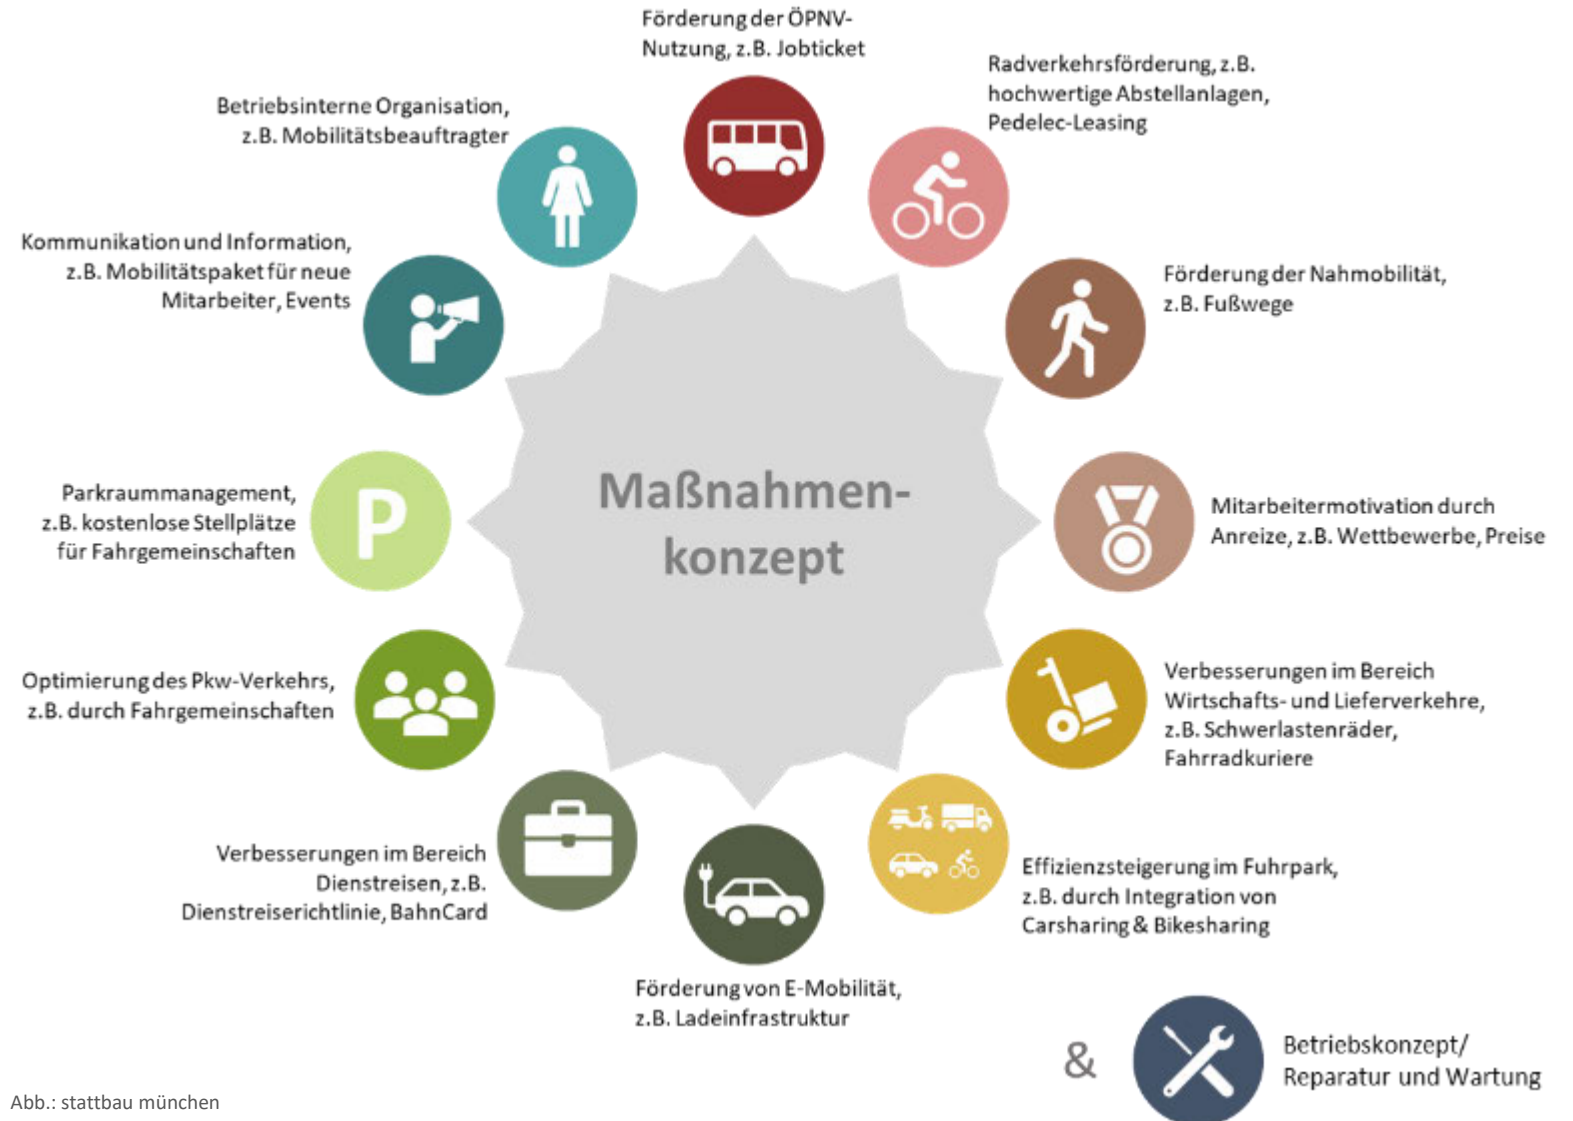 Förderung der ÖPNV-
Nutzung, z.B. Jobticket
Radverkehrsförderung, z.B.
hochwertige Abstellanlagen,
Pedelec-Leasing
Förderung der Nahmobilität,
z.B. Fußwege
Mitarbeitermotivation durch
Anreize, z.B. Wettbewerbe, Preise
Verbesserungen im Bereich
Wirtschafts- und Lieferverkehre,
z.B. Schwerlastenräder,
Fahrradkuriere
Effizienzsteigerung im Fuhrpark,
z.B. durch Integration von
Carsharing & Bikesharing
Förderung von E-Mobilität,
z.B. Ladeinfrastruktur
Verbesserungen im Bereich
Dienstreisen, z.B.
Dienstreiserichtlinie, BahnCard
Optimierung des Pkw-Verkehrs,
z.B. durch Fahrgemeinschaften
Parkraummanagement,
z.B. kostenlose Stellplätze
für Fahrgemeinschaften
P
Kommunikation und Information,
z.B. Mobilitätspaket für neue
Mitarbeiter, Events
Betriebsinterne Organisation,
z.B. Mobilitätsbeauftragter
Maßnahmen-
konzept
&
Betriebskonzept/
Reparatur und Wartung
Abb.: stattbau münchen